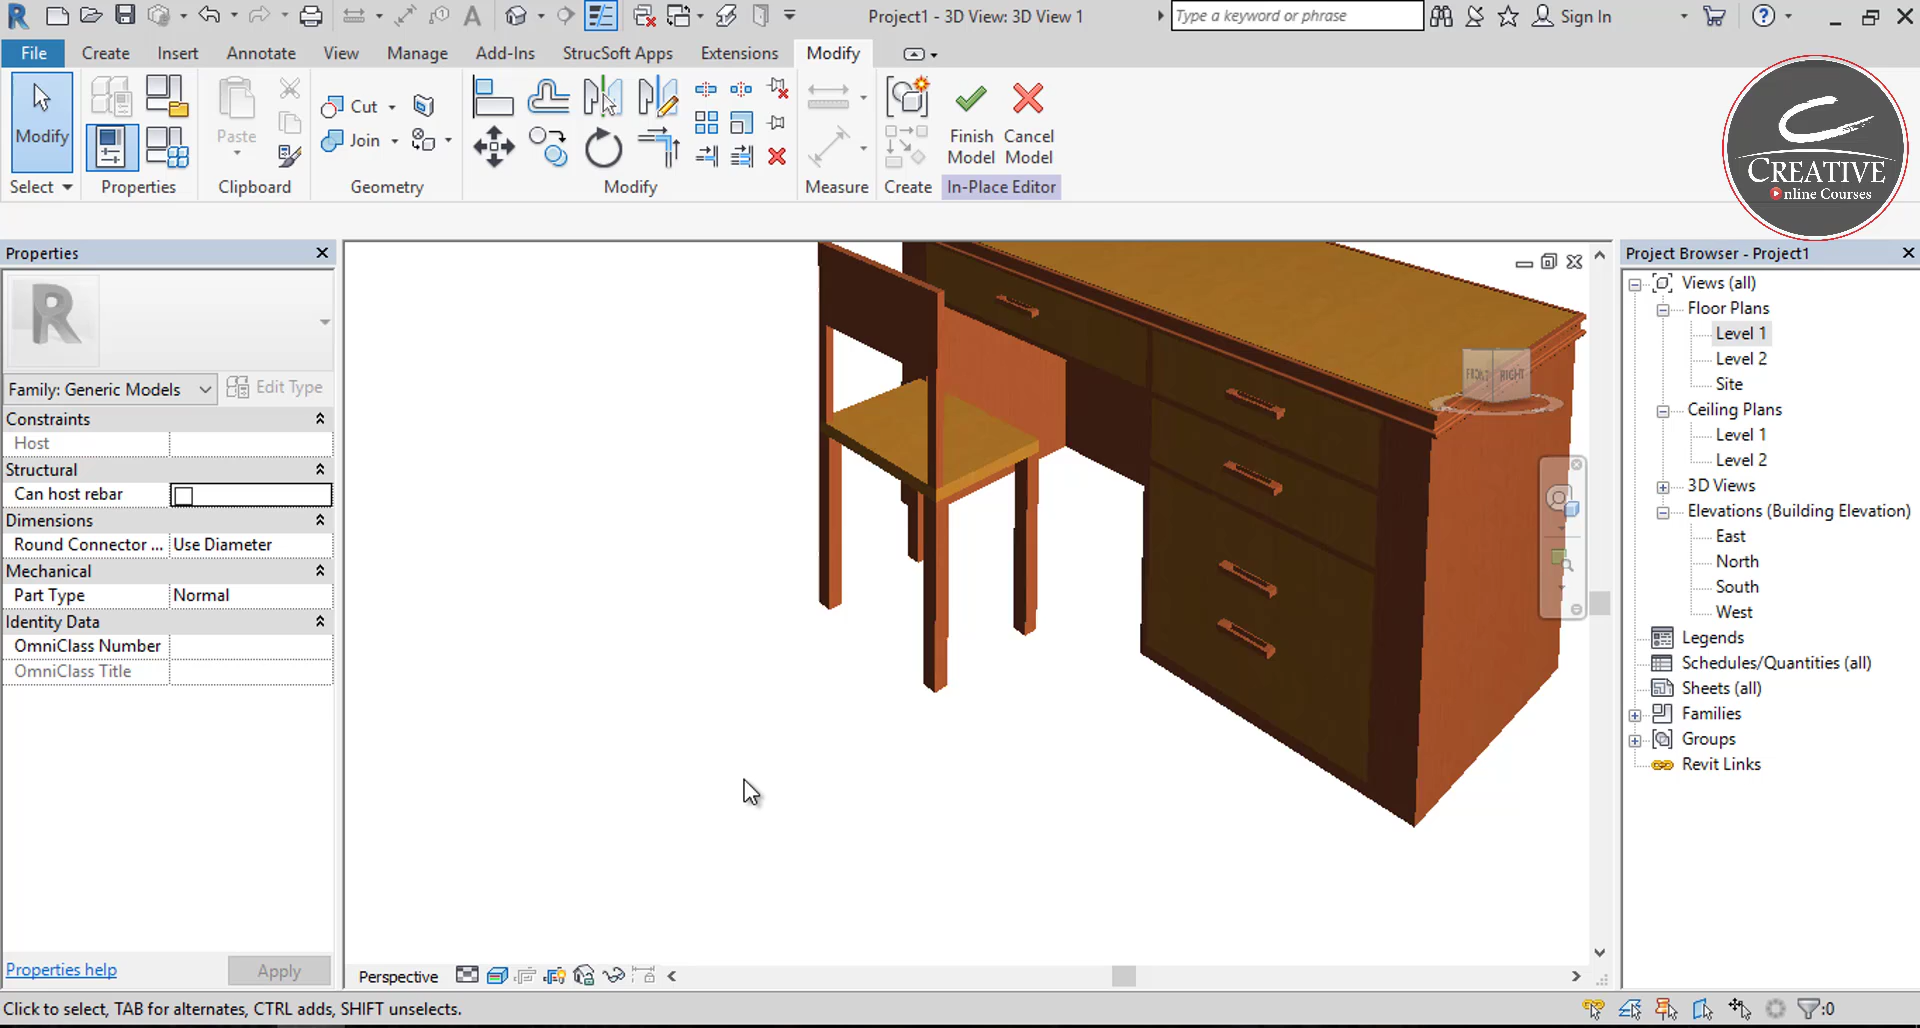 Project1 - 3D View: 3D View 1
Type a keyword or phrase
Sign In
File
Create
Insert
Annotate
View
Manage
Add-Ins
StrucSoft Apps
Extensions
Modify
Modify
Paste
Cut
Join
Finish
Model
Cancel
Model
Select
Properties
Clipboard
Geometry
Modify
Measure
Create
In-Place Editor
CREATIVE
Online Courses
Properties
Family: Generic Models
Edit Type
Constraints
Host
Structural
Can host rebar
Dimensions
Round Connector ... Use Diameter
Mechanical
Part Type Normal
Identity Data
OmniClass Number
OmniClass Title
Properties help
Apply
FRONT
RIGHT
Perspective
Project Browser - Project1
Views (all)
Floor Plans
Level 1
Level 2
Site
Ceiling Plans
Level 1
Level 2
3D Views
Elevations (Building Elevation)
East
North
South
West
Legends
Schedules/Quantities (all)
Sheets (all)
Families
Groups
Revit Links
Click to select, TAB for alternates, CTRL adds, SHIFT unselects.
:0